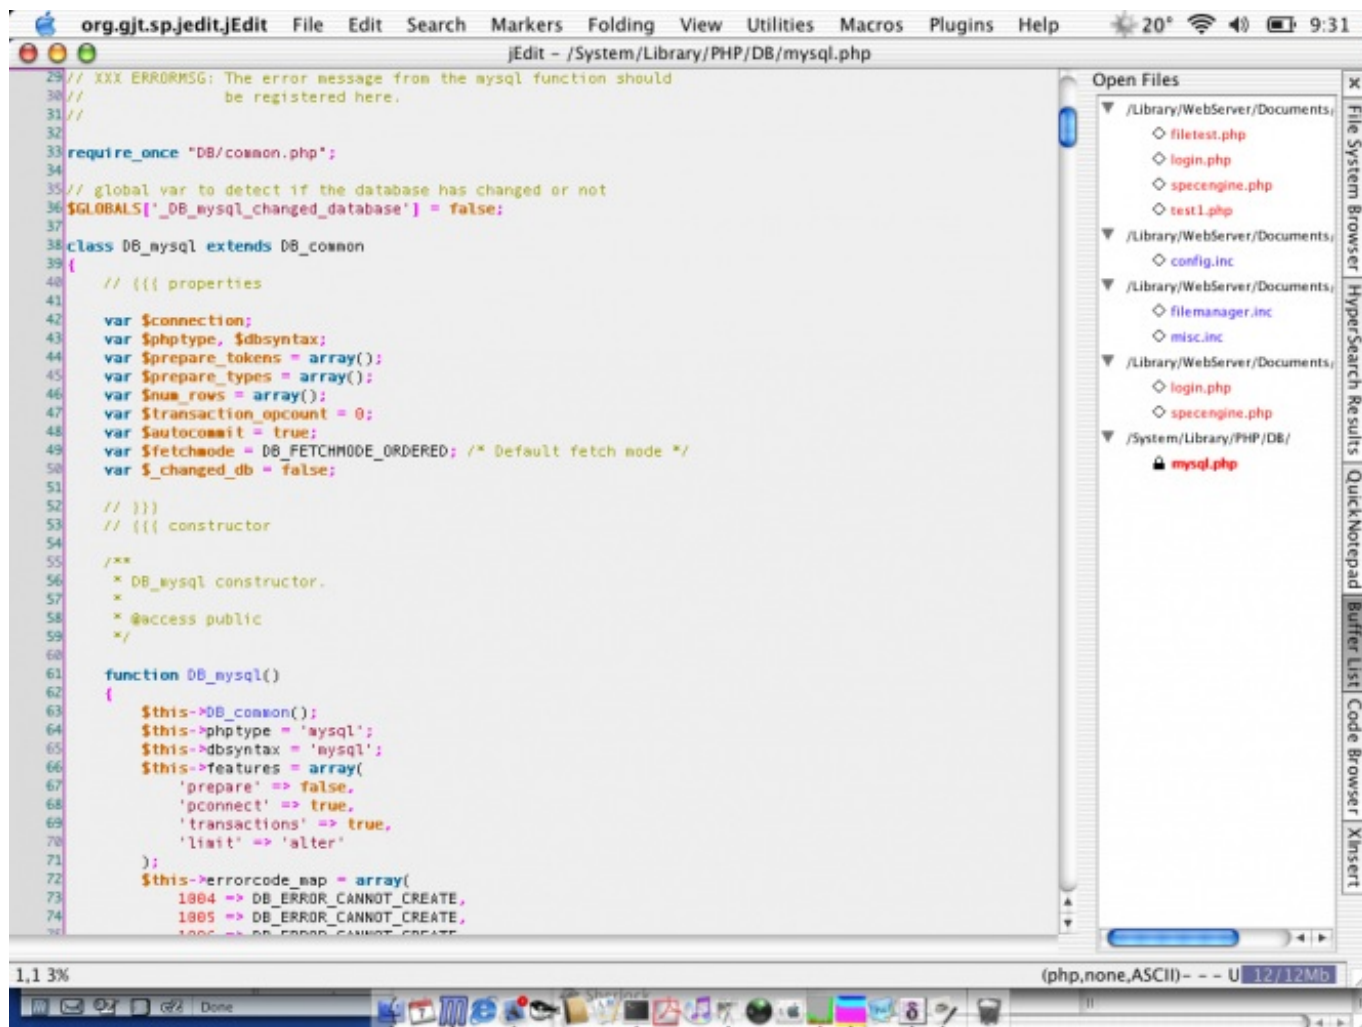 org.gjt.sp.jedit.jEdit File Edit Search Markers Folding View Utilities Macros Plugins Help 20° 9:31
jEdit - /System/Library/PHP/DB/mysql.php
29 // XXX ERRORMSG: The error message from the mysql function should
30 // be registered here.
31 //
32
33 require_once "DB/common.php";
34
35 // global var to detect if the database has changed or not
36 $GLOBALS['_DB_mysql_changed_database'] = false;
37
38 class DB_mysql extends DB_common
39 {
40 // {{{ properties
41
42 var $connection;
43 var $phptype, $dbsyntax;
44 var $prepare_tokens = array();
45 var $prepare_types = array();
46 var $num_rows = array();
47 var $transaction_opcount = 0;
48 var $autocommit = true;
49 var $fetchmode = DB_FETCHMODE_ORDERED; /* Default fetch mode */
50 var $_changed_db = false;
51
52 // }}}
53 // {{{ constructor
54
55 /**
56 * DB_mysql constructor.
57 *
58 * @access public
59 */
60
61 function DB_mysql()
62 {
63 $this->DB_common();
64 $this->phptype = 'mysql';
65 $this->dbsyntax = 'mysql';
66 $this->features = array(
67 'prepare' => false,
68 'pconnect' => true,
69 'transactions' => true,
70 'limit' => 'alter'
71 );
72 $this->errorcode_map = array(
73 1004 => DB_ERROR_CANNOT_CREATE,
74 1005 => DB_ERROR_CANNOT_CREATE,
75 1006 => DB_ERROR_CANNOT_CREATE
Open Files
/Library/WebServer/Documents/
filetest.php
login.php
specengine.php
test1.php
/Library/WebServer/Documents/
config.inc
/Library/WebServer/Documents/
filemanager.inc
misc.inc
/Library/WebServer/Documents/
login.php
specengine.php
/System/Library/PHP/DB/
mysql.php
File System Browser
HyperSearch Results
QuickNotepad
Buffer List
Code Browser
XInsert
1,1 3% (php,none,ASCII)- - - U 12/12Mb
Done
Sherlock